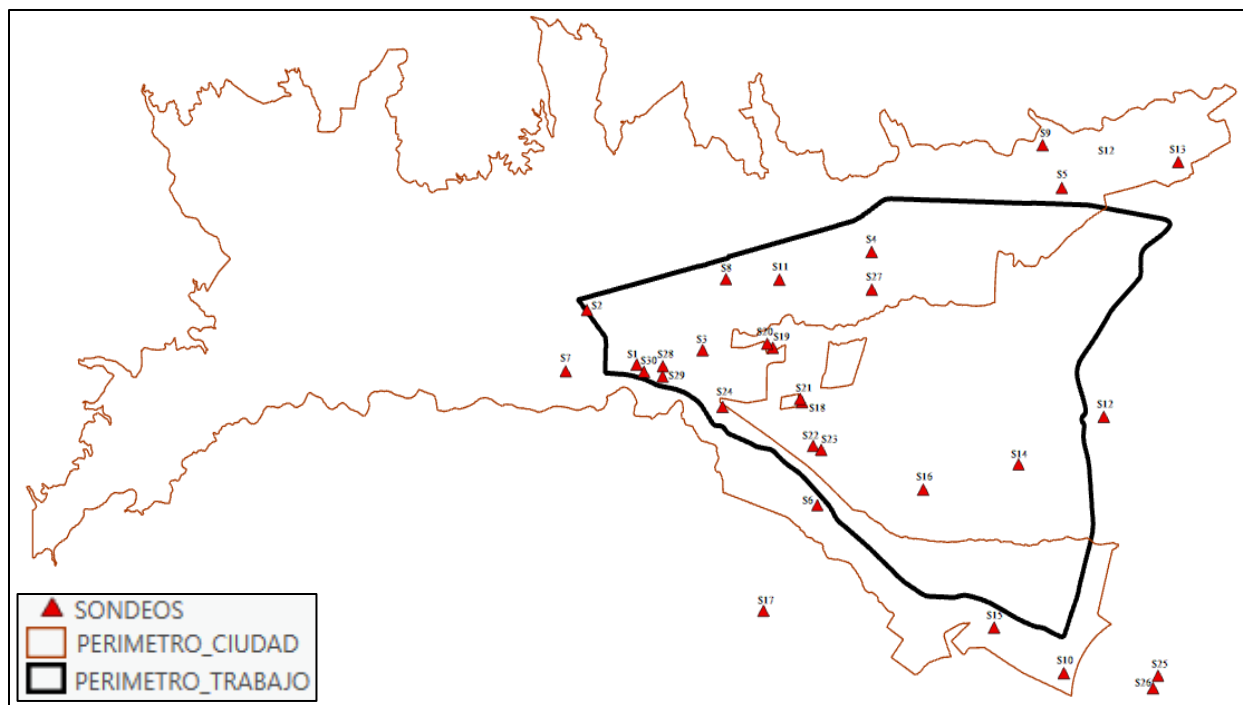 S9
S12
S13
S5
S4
S8
S11
S27
S2
S20
S19
S3
S7
S1
S30
S28
S29
S24
S21
S18
S12
S22
S23
S14
S16
S6
S17
S15
S10
S25
S26
SONDEOS
PERIMETRO_CIUDAD
PERIMETRO_TRABAJO